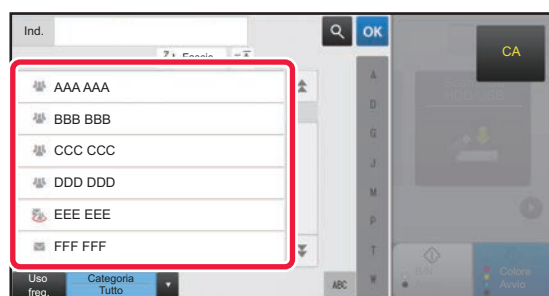 Ind.
OK
CA
AAA AAA
BBB BBB
CCC CCC
DDD DDD
EEE EEE
FFF FFF
A
D
G
J
M
P
T
W
Uso freq.
Categoria
Tutto
ABC
B/N
Colore
Avvio